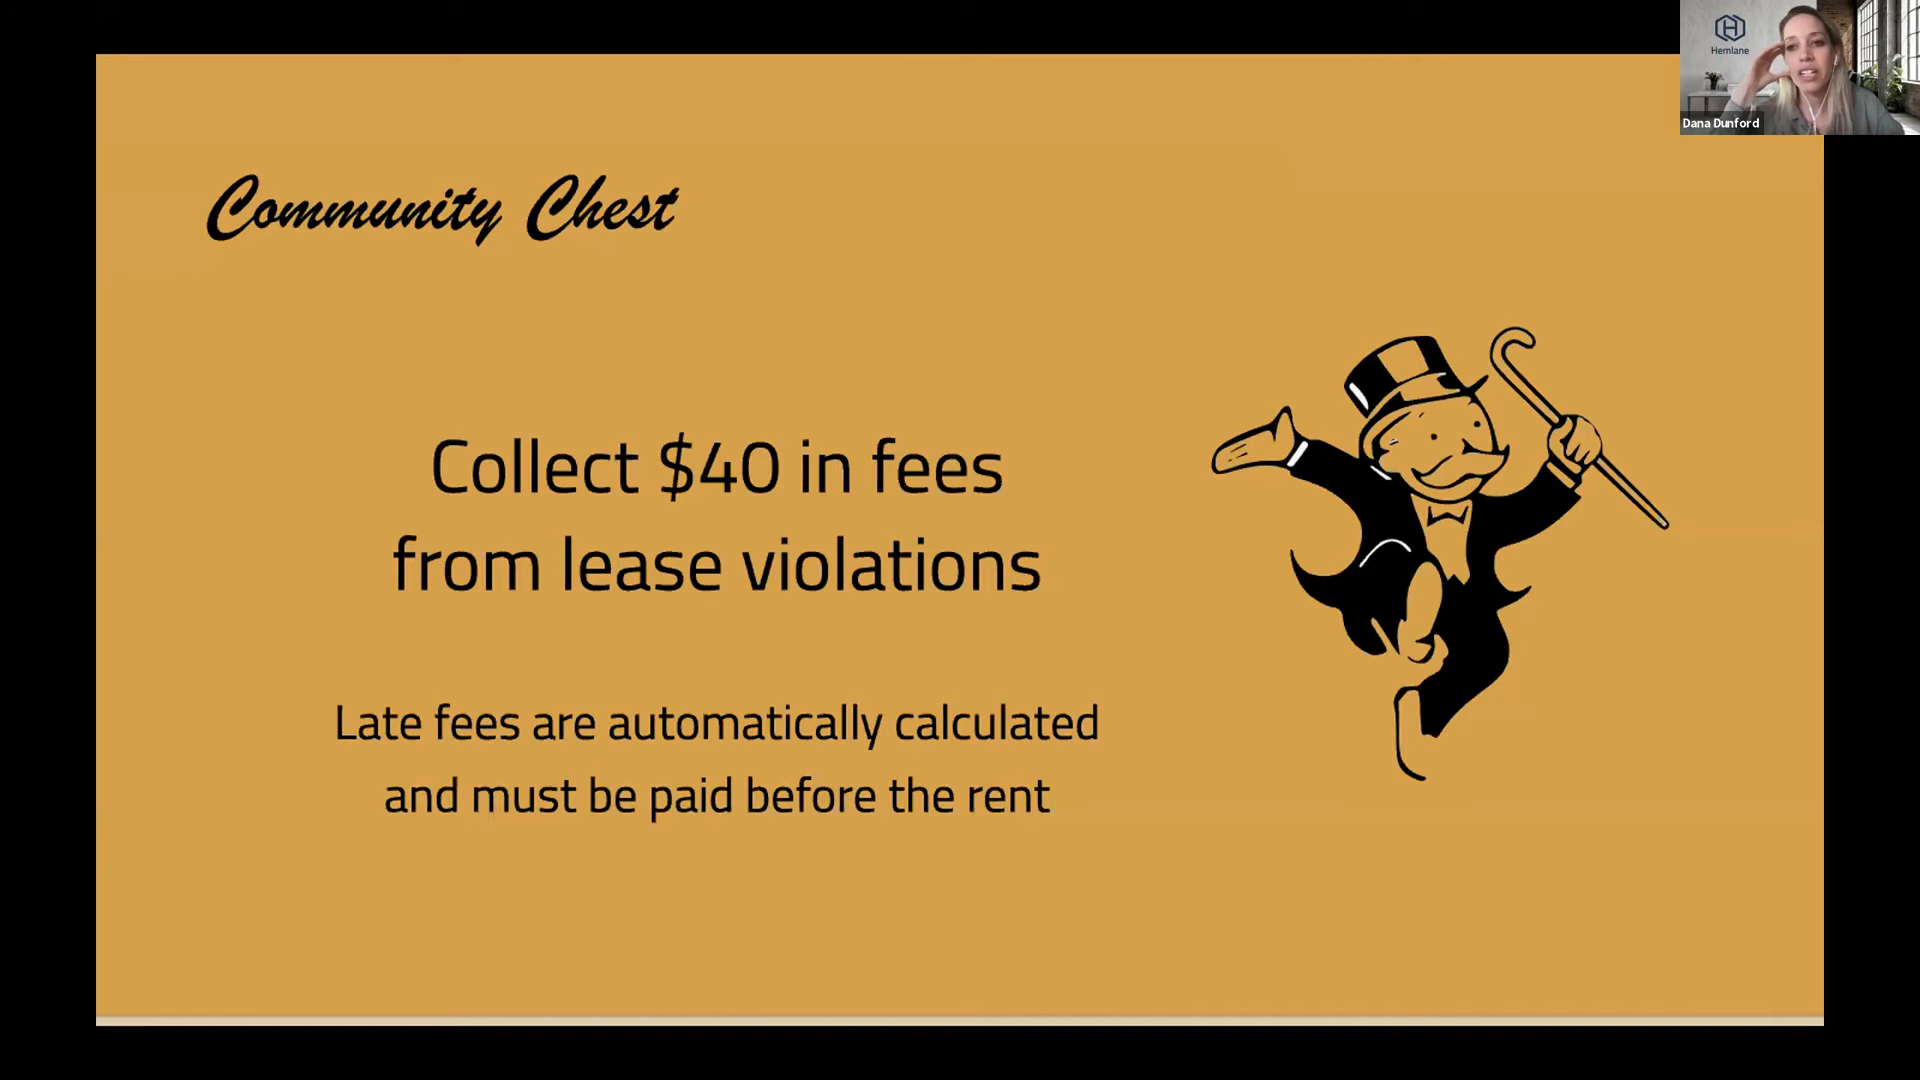 Community Chest
Collect $40 in fees
from lease violations
Late fees are automatically calculated
and must be paid before the rent
Hemlane
Dana Dunford